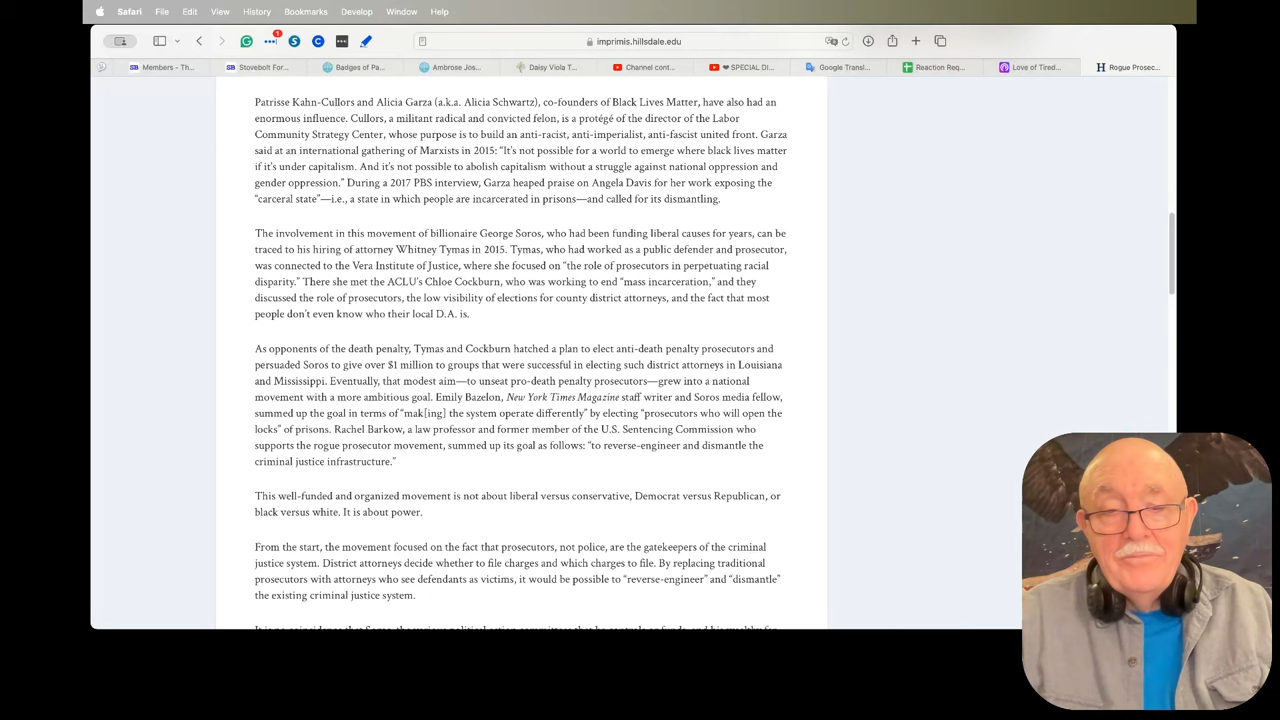 Safari File Edit View History Bookmarks Develop Window Help
1
imprimis.hillsdale.edu
Members - Th... Stovebolt For... Badges of Pa... Ambrose Jos... Daisy Viola T... Channel cont... ❤ SPECIAL DI... Google Transl... Reaction Req... Love of Tired... Rogue Prosec...
Patrisse Kahn-Cullors and Alicia Garza (a.k.a. Alicia Schwartz), co-founders of Black Lives Matter, have also had an
enormous influence. Cullors, a militant radical and convicted felon, is a protégé of the director of the Labor
Community Strategy Center, whose purpose is to build an anti-racist, anti-imperialist, anti-fascist united front. Garza
said at an international gathering of Marxists in 2015: “It’s not possible for a world to emerge where black lives matter
if it’s under capitalism. And it’s not possible to abolish capitalism without a struggle against national oppression and
gender oppression.” During a 2017 PBS interview, Garza heaped praise on Angela Davis for her work exposing the
“carceral state”—i.e., a state in which people are incarcerated in prisons—and called for its dismantling.
The involvement in this movement of billionaire George Soros, who had been funding liberal causes for years, can be
traced to his hiring of attorney Whitney Tymas in 2015. Tymas, who had worked as a public defender and prosecutor,
was connected to the Vera Institute of Justice, where she focused on “the role of prosecutors in perpetuating racial
disparity.” There she met the ACLU’s Chloe Cockburn, who was working to end “mass incarceration,” and they
discussed the role of prosecutors, the low visibility of elections for county district attorneys, and the fact that most
people don’t even know who their local D.A. is.
As opponents of the death penalty, Tymas and Cockburn hatched a plan to elect anti-death penalty prosecutors and
persuaded Soros to give over $1 million to groups that were successful in electing such district attorneys in Louisiana
and Mississippi. Eventually, that modest aim—to unseat pro-death penalty prosecutors—grew into a national
movement with a more ambitious goal. Emily Bazelon, New York Times Magazine staff writer and Soros media fellow,
summed up the goal in terms of “mak[ing] the system operate differently” by electing “prosecutors who will open the
locks” of prisons. Rachel Barkow, a law professor and former member of the U.S. Sentencing Commission who
supports the rogue prosecutor movement, summed up its goal as follows: “to reverse-engineer and dismantle the
criminal justice infrastructure.”
This well-funded and organized movement is not about liberal versus conservative, Democrat versus Republican, or
black versus white. It is about power.
From the start, the movement focused on the fact that prosecutors, not police, are the gatekeepers of the criminal
justice system. District attorneys decide whether to file charges and which charges to file. By replacing traditional
prosecutors with attorneys who see defendants as victims, it would be possible to “reverse-engineer” and “dismantle”
the existing criminal justice system.